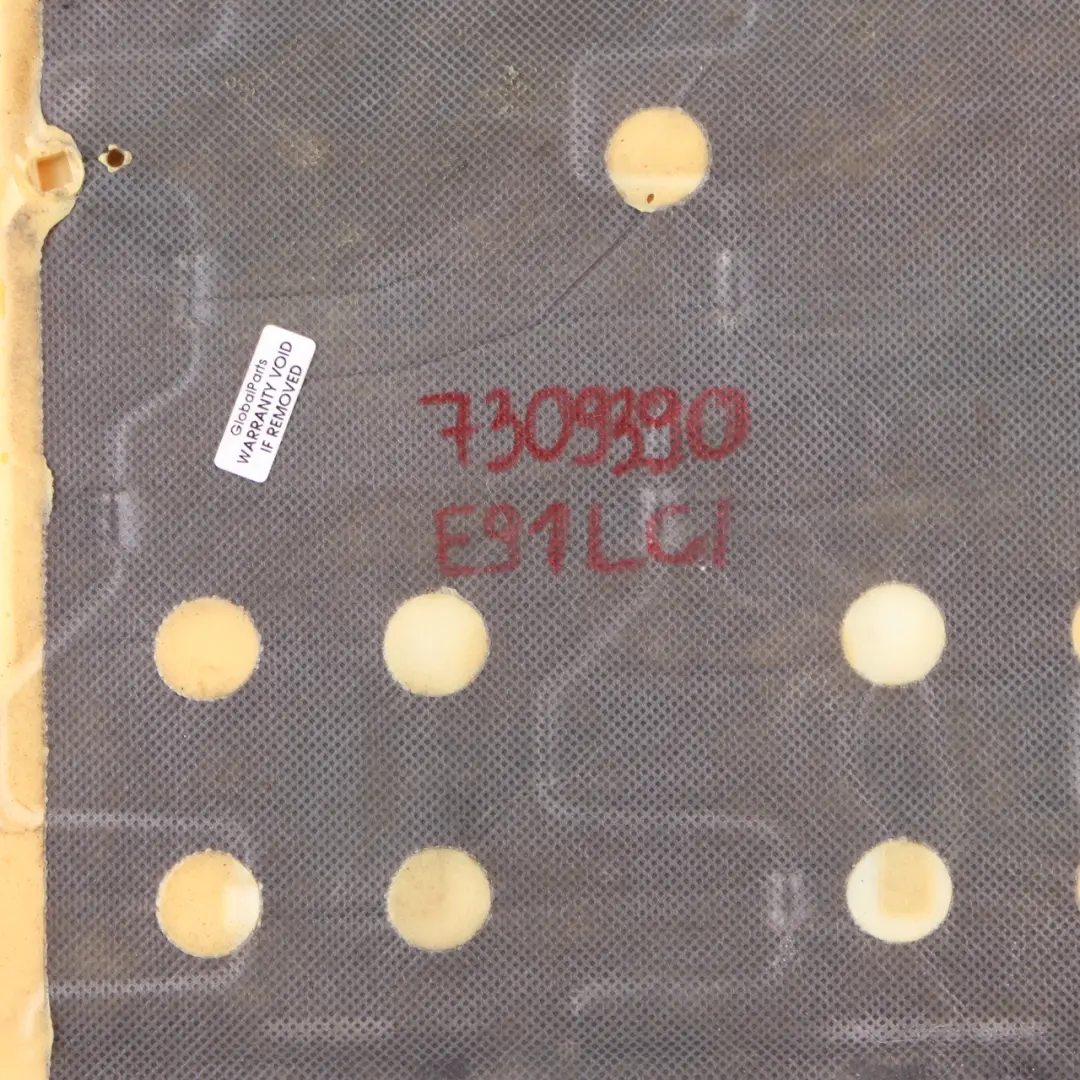 GlobalParts
WARRANTY VOID
IF REMOVED
7309390
E91LCi